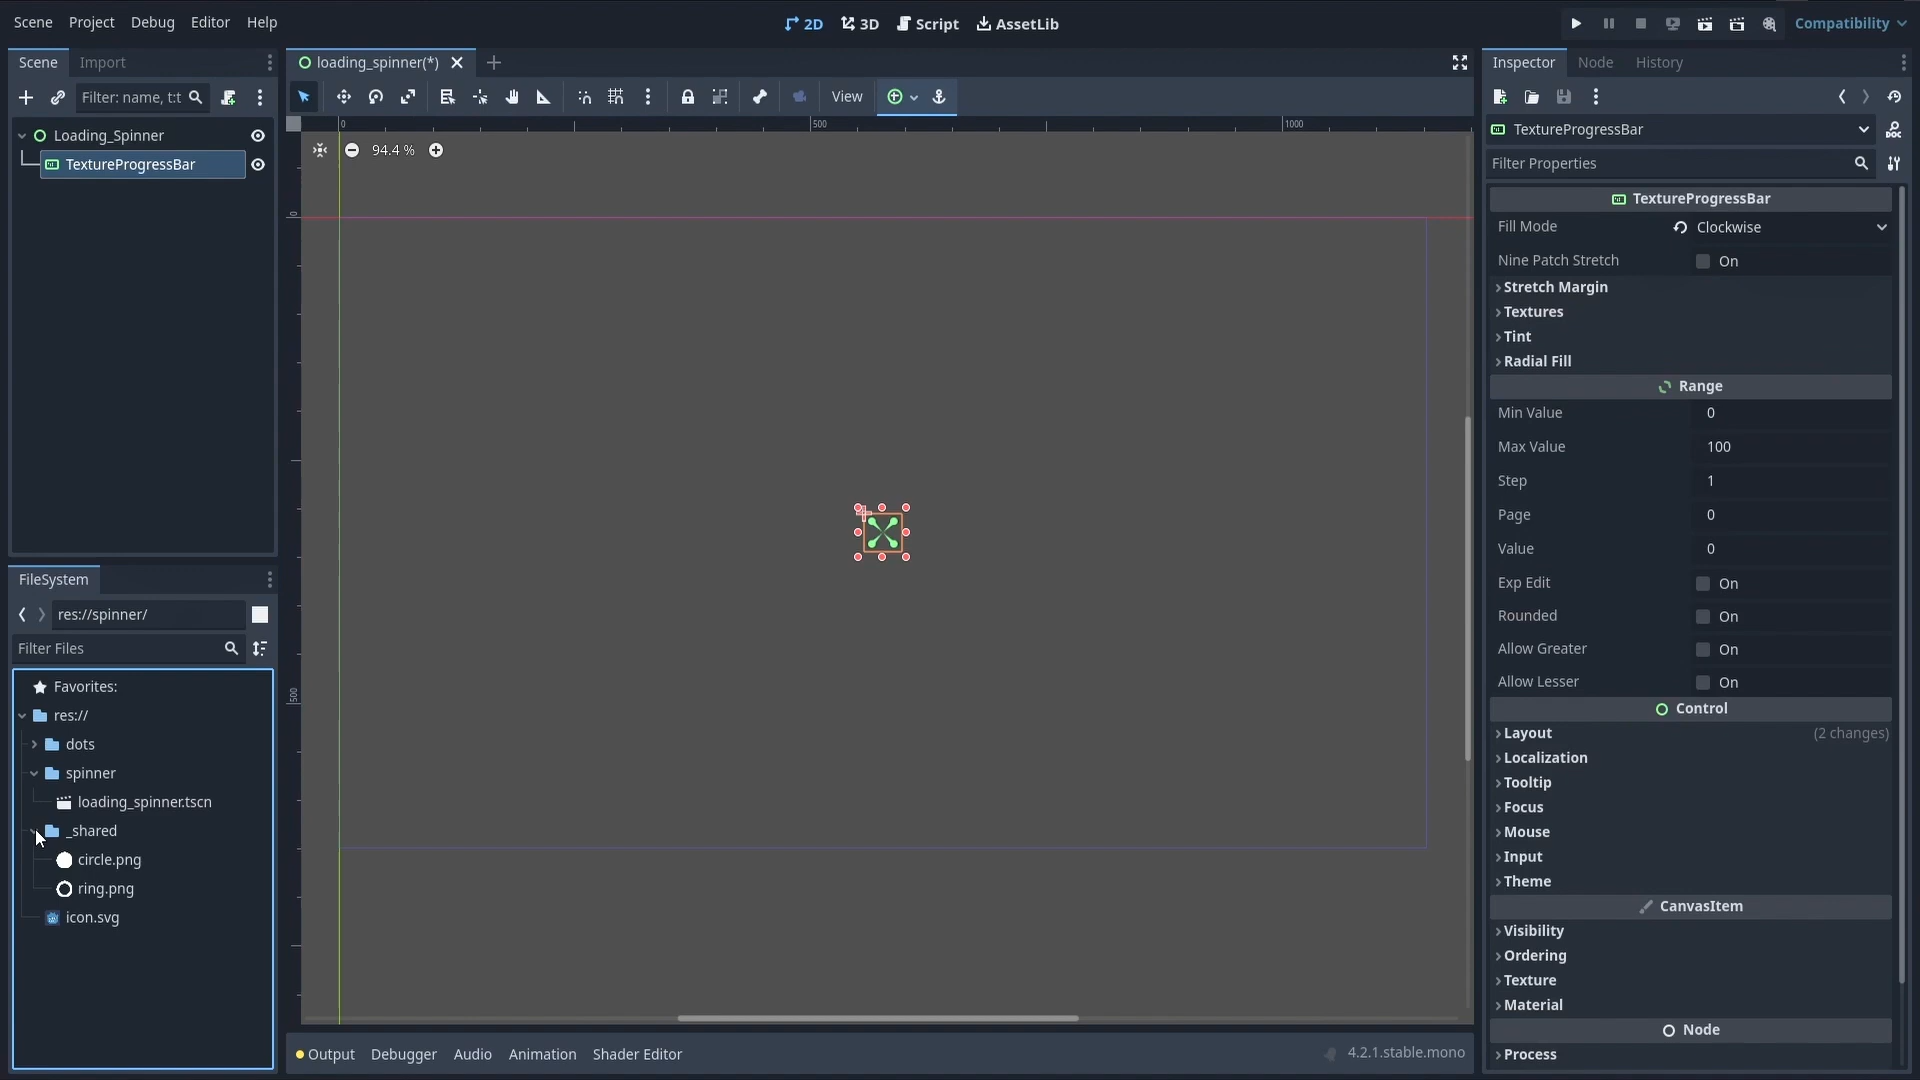 Scene Project Debug Editor Help
2D 3D Script AssetLib
Compatibility
Scene Import
Filter: name, t:t
Loading_Spinner
TextureProgressBar
FileSystem
res://spinner/
Filter Files
Favorites:
res://
dots
spinner
loading_spinner.tscn
_shared
circle.png
ring.png
icon.svg
loading_spinner(*)
View
0 500 1000
94.4 %
0
500
Output Debugger Audio Animation Shader Editor
4.2.1.stable.mono
Inspector Node History
TextureProgressBar
DOC
Filter Properties
TextureProgressBar
Fill Mode Clockwise
Nine Patch Stretch On
Stretch Margin
Textures
Tint
Radial Fill
Range
Min Value 0
Max Value 100
Step 1
Page 0
Value 0
Exp Edit On
Rounded On
Allow Greater On
Allow Lesser On
Control
Layout (2 changes)
Localization
Tooltip
Focus
Mouse
Input
Theme
CanvasItem
Visibility
Ordering
Texture
Material
Node
Process